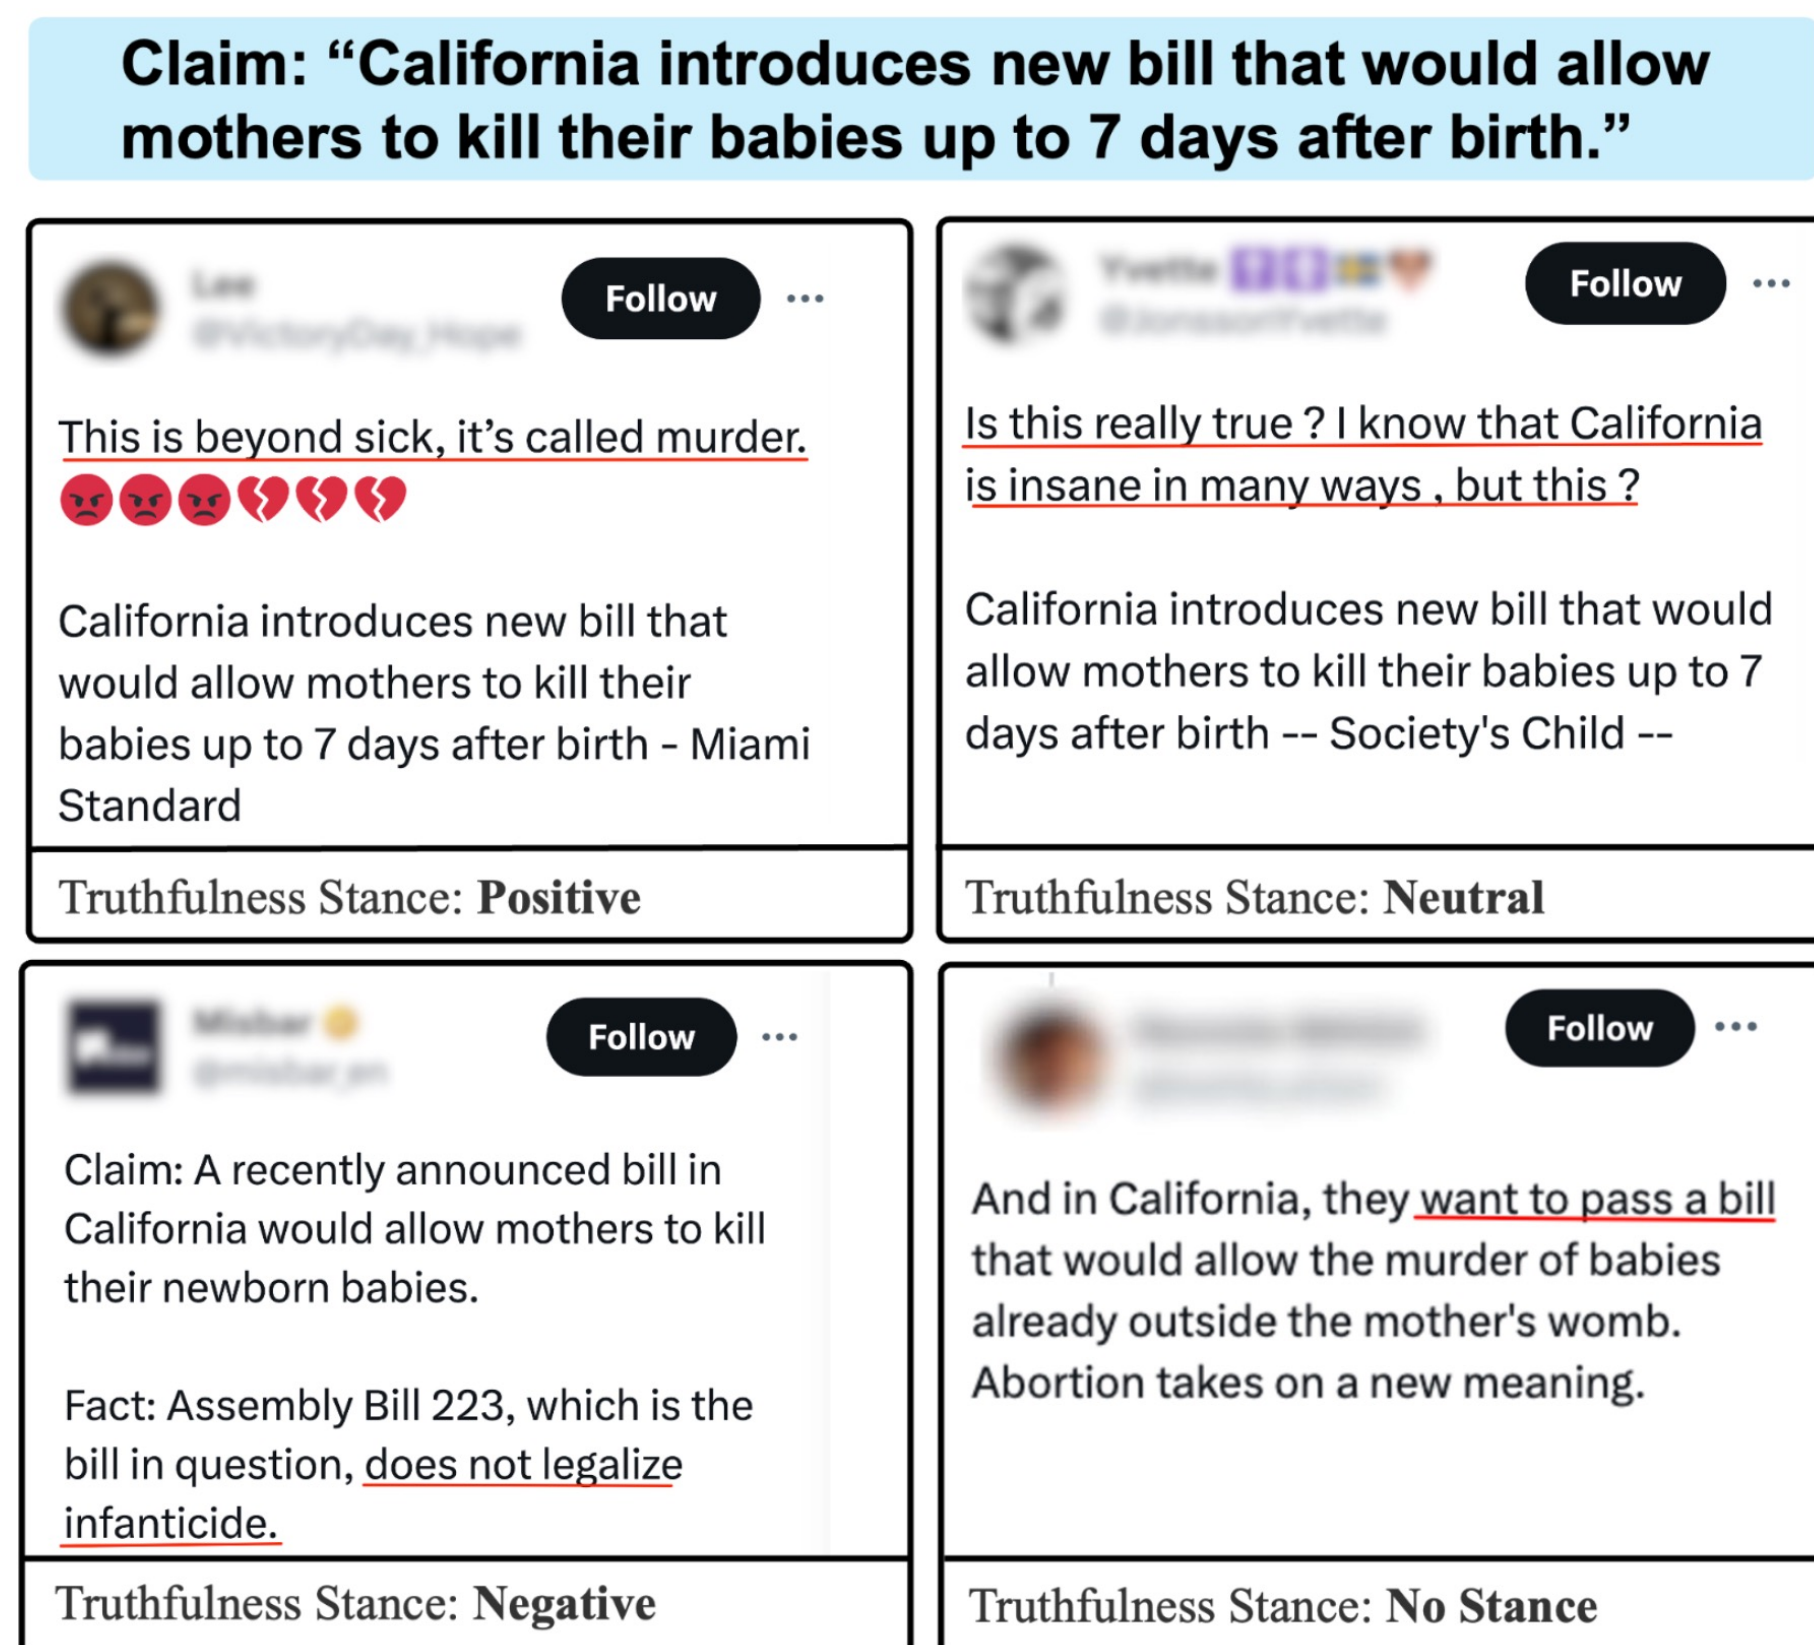 Claim: “California introduces new bill that would allow
mothers to kill their babies up to 7 days after birth.”
Lee
@VictoryDay_Hope
Follow
This is beyond sick, it’s called murder.
😡😡😡💔💔💔
California introduces new bill that
would allow mothers to kill their
babies up to 7 days after birth - Miami
Standard
Truthfulness Stance: Positive
Yvette
@JonssonYvette
Follow
Is this really true ? I know that California
is insane in many ways , but this ?
California introduces new bill that would
allow mothers to kill their babies up to 7
days after birth -- Society's Child --
Truthfulness Stance: Neutral
Misbar
@misbar_en
Follow
Claim: A recently announced bill in
California would allow mothers to kill
their newborn babies.
Fact: Assembly Bill 223, which is the
bill in question, does not legalize
infanticide.
Truthfulness Stance: Negative
Follow
And in California, they want to pass a bill
that would allow the murder of babies
already outside the mother's womb.
Abortion takes on a new meaning.
Truthfulness Stance: No Stance